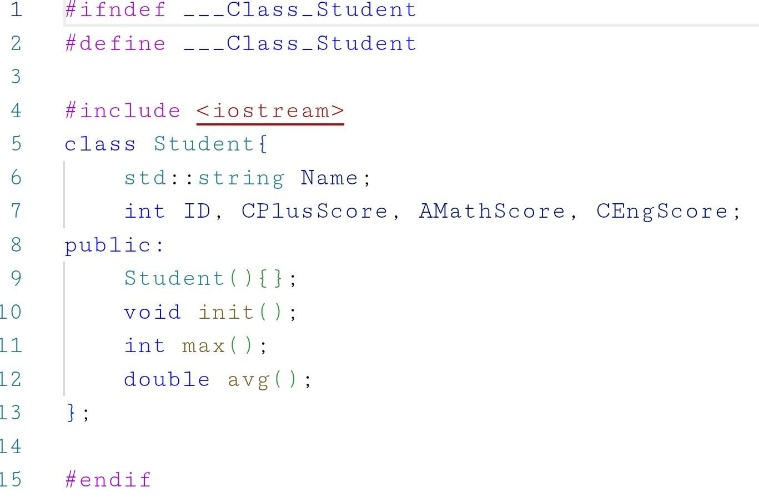 1 #ifndef ___Class_Student
2 #define ___Class_Student
3
4 #include <iostream>
5 class Student{
6     std::string Name;
7     int ID, CPlusScore, AMathScore, CEngScore;
8 public:
9     Student(){};
10     void init();
11     int max();
12     double avg();
13 };
14
15 #endif